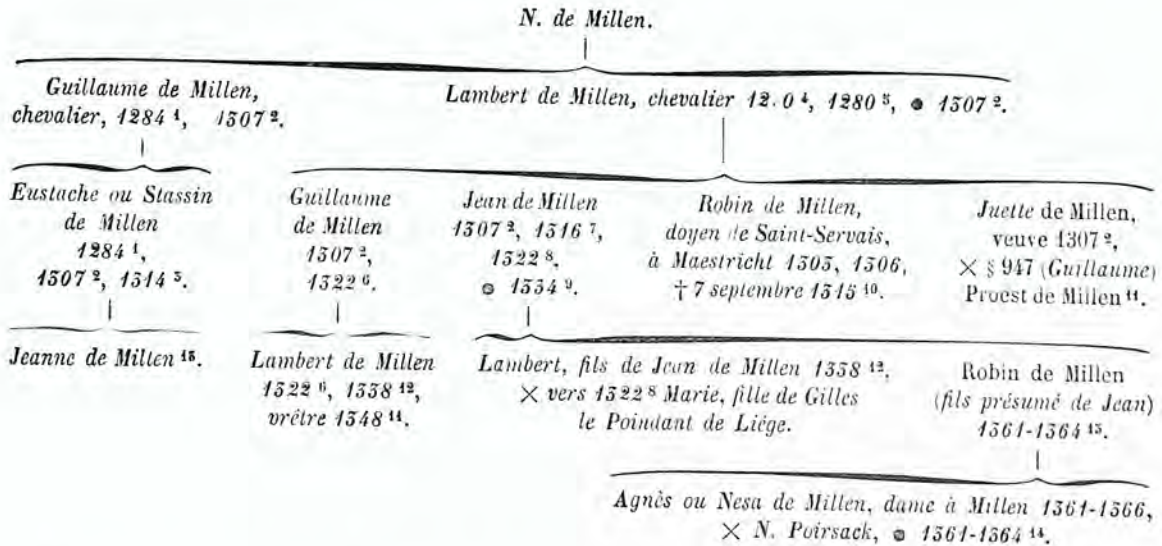 N. de Millen.
Guillaume de Millen,
chevalier, 1284 ¹, 1307 ².
Lambert de Millen, chevalier 12.0 ⁴, 1280 ⁵, ● 1307 ².
Eustache ou Stassin
de Millen
1284 ¹,
1307 ², 1314 ³.
Guillaume
de Millen
1307 ²,
1322 ⁶.
Jean de Millen
1307 ², 1316 ⁷,
1322 ⁸,
● 1334 ⁹.
Robin de Millen,
doyen de Saint-Servais,
à Maestricht 1303, 1306,
† 7 septembre 1315 ¹⁰.
Juette de Millen,
veuve 1307 ²,
× § 947 (Guillaume)
Proëst de Millen ¹¹.
Jeanne de Millen ¹⁵.
Lambert de Millen
1322 ⁶, 1338 ¹²,
prêtre 1348 ¹¹.
Lambert, fils de Jean de Millen 1338 ¹²,
× vers 1322 ⁸ Marie, fille de Gilles
le Poindant de Liége.
Robin de Millen
(fils présumé de Jean)
1361-1364 ¹³.
Agnès ou Nesa de Millen, dame à Millen 1361-1366,
× N. Poirsack, ● 1361-1364 ¹⁴.